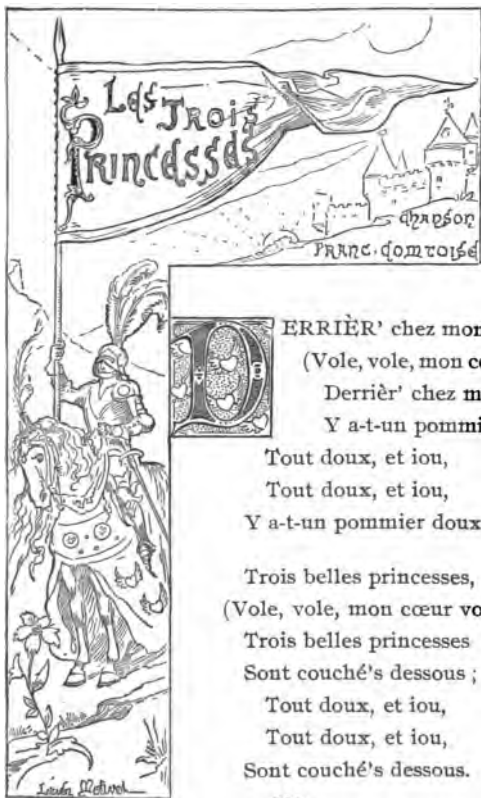 Les Trois
Princesses
Chanson
Franc-Comtoise
DERRIÈR' chez mon
(Vole, vole, mon
Derrièr' chez
Y a-t-un
Tout doux, et iou,
Tout doux, et iou,
Y a-t-un pommier doux
Trois belles princesses,
(Vole, vole, mon cœur
Trois belles princesses
Sont couché's dessous ;
Tout doux, et iou,
Tout doux, et iou,
Sont couché's dessous.
Lucien Métivet